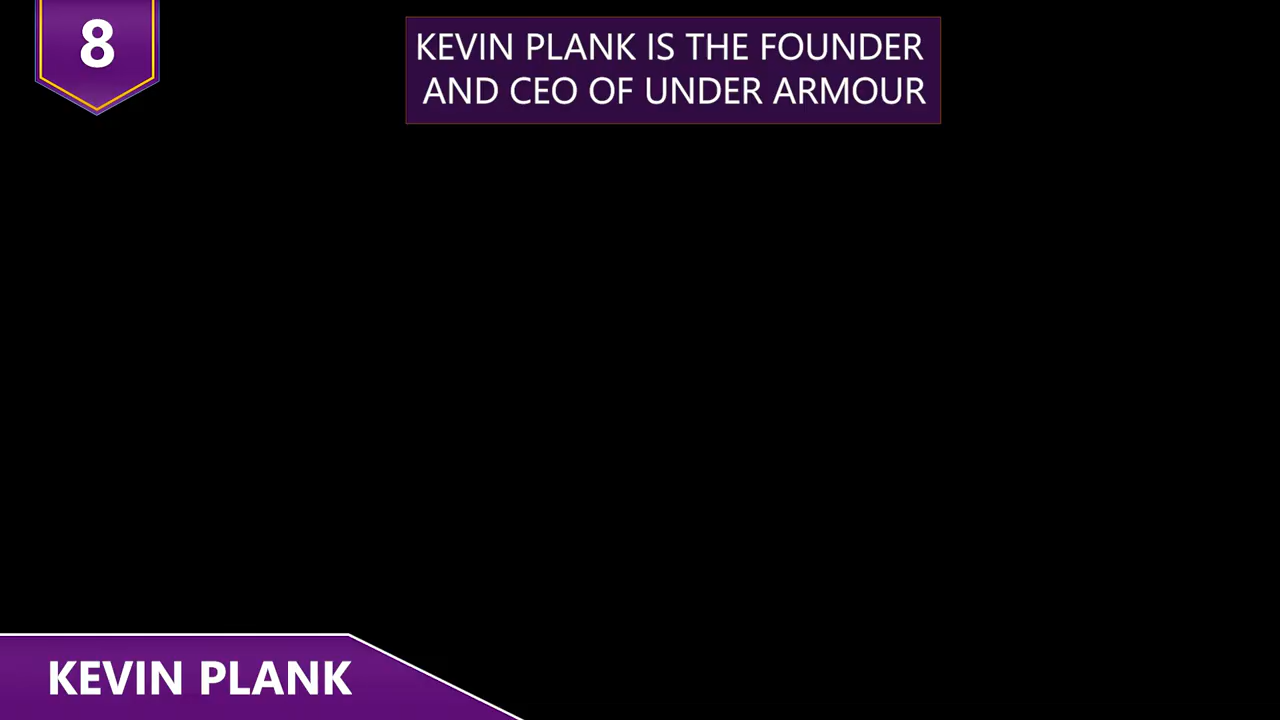 8
KEVIN PLANK IS THE FOUNDER
AND CEO OF UNDER ARMOUR
KEVIN PLANK